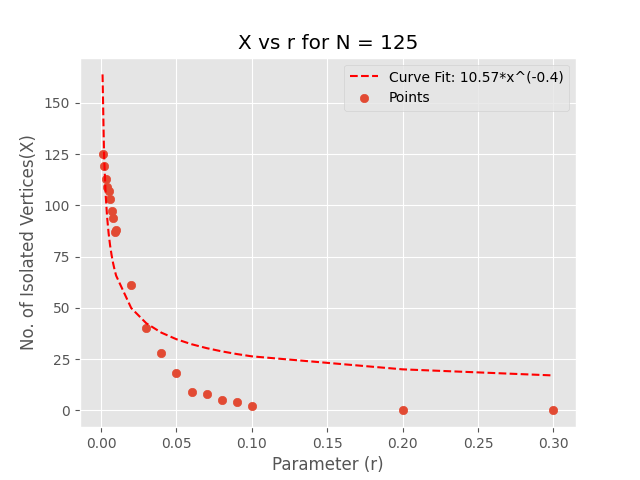 X vs r for N = 125
Curve Fit: 10.57*x^(-0.4)
Points
No. of Isolated Vertices(X)
150
125
100
75
50
25
0
0.00 0.05 0.10 0.15 0.20 0.25 0.30
Parameter (r)